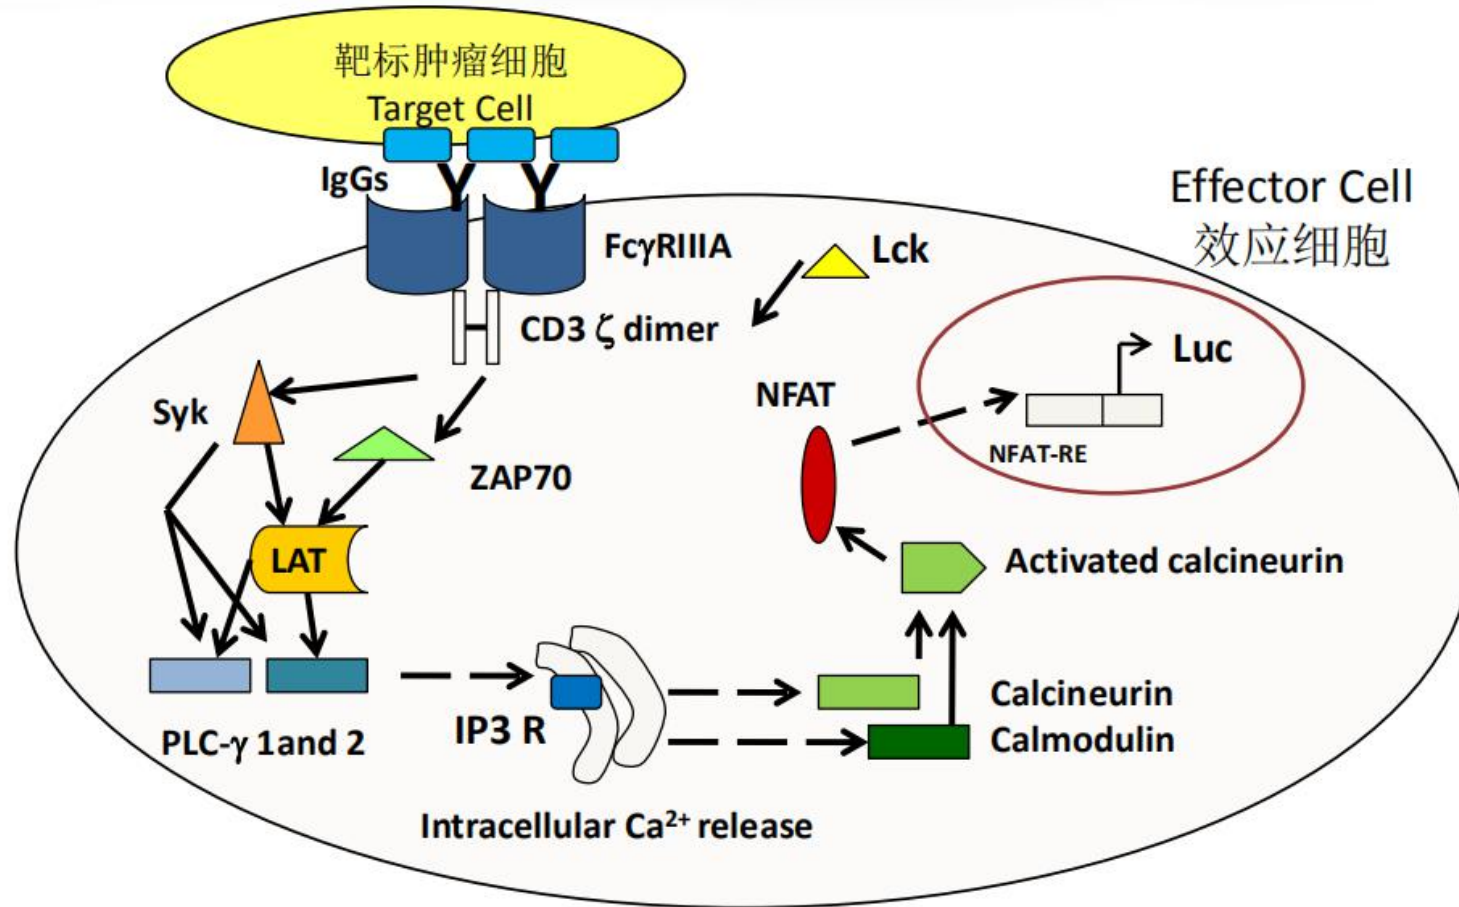 靶标肿瘤细胞
Target Cell
IgGs
Effector Cell
效应细胞
FcγRIIIA
Lck
CD3 ζ dimer
Luc
NFAT
Syk
NFAT-RE
ZAP70
LAT
Activated calcineurin
Calcineurin
IP3 R
PLC-γ 1and 2
Calmodulin
Intracellular Ca²⁺ release